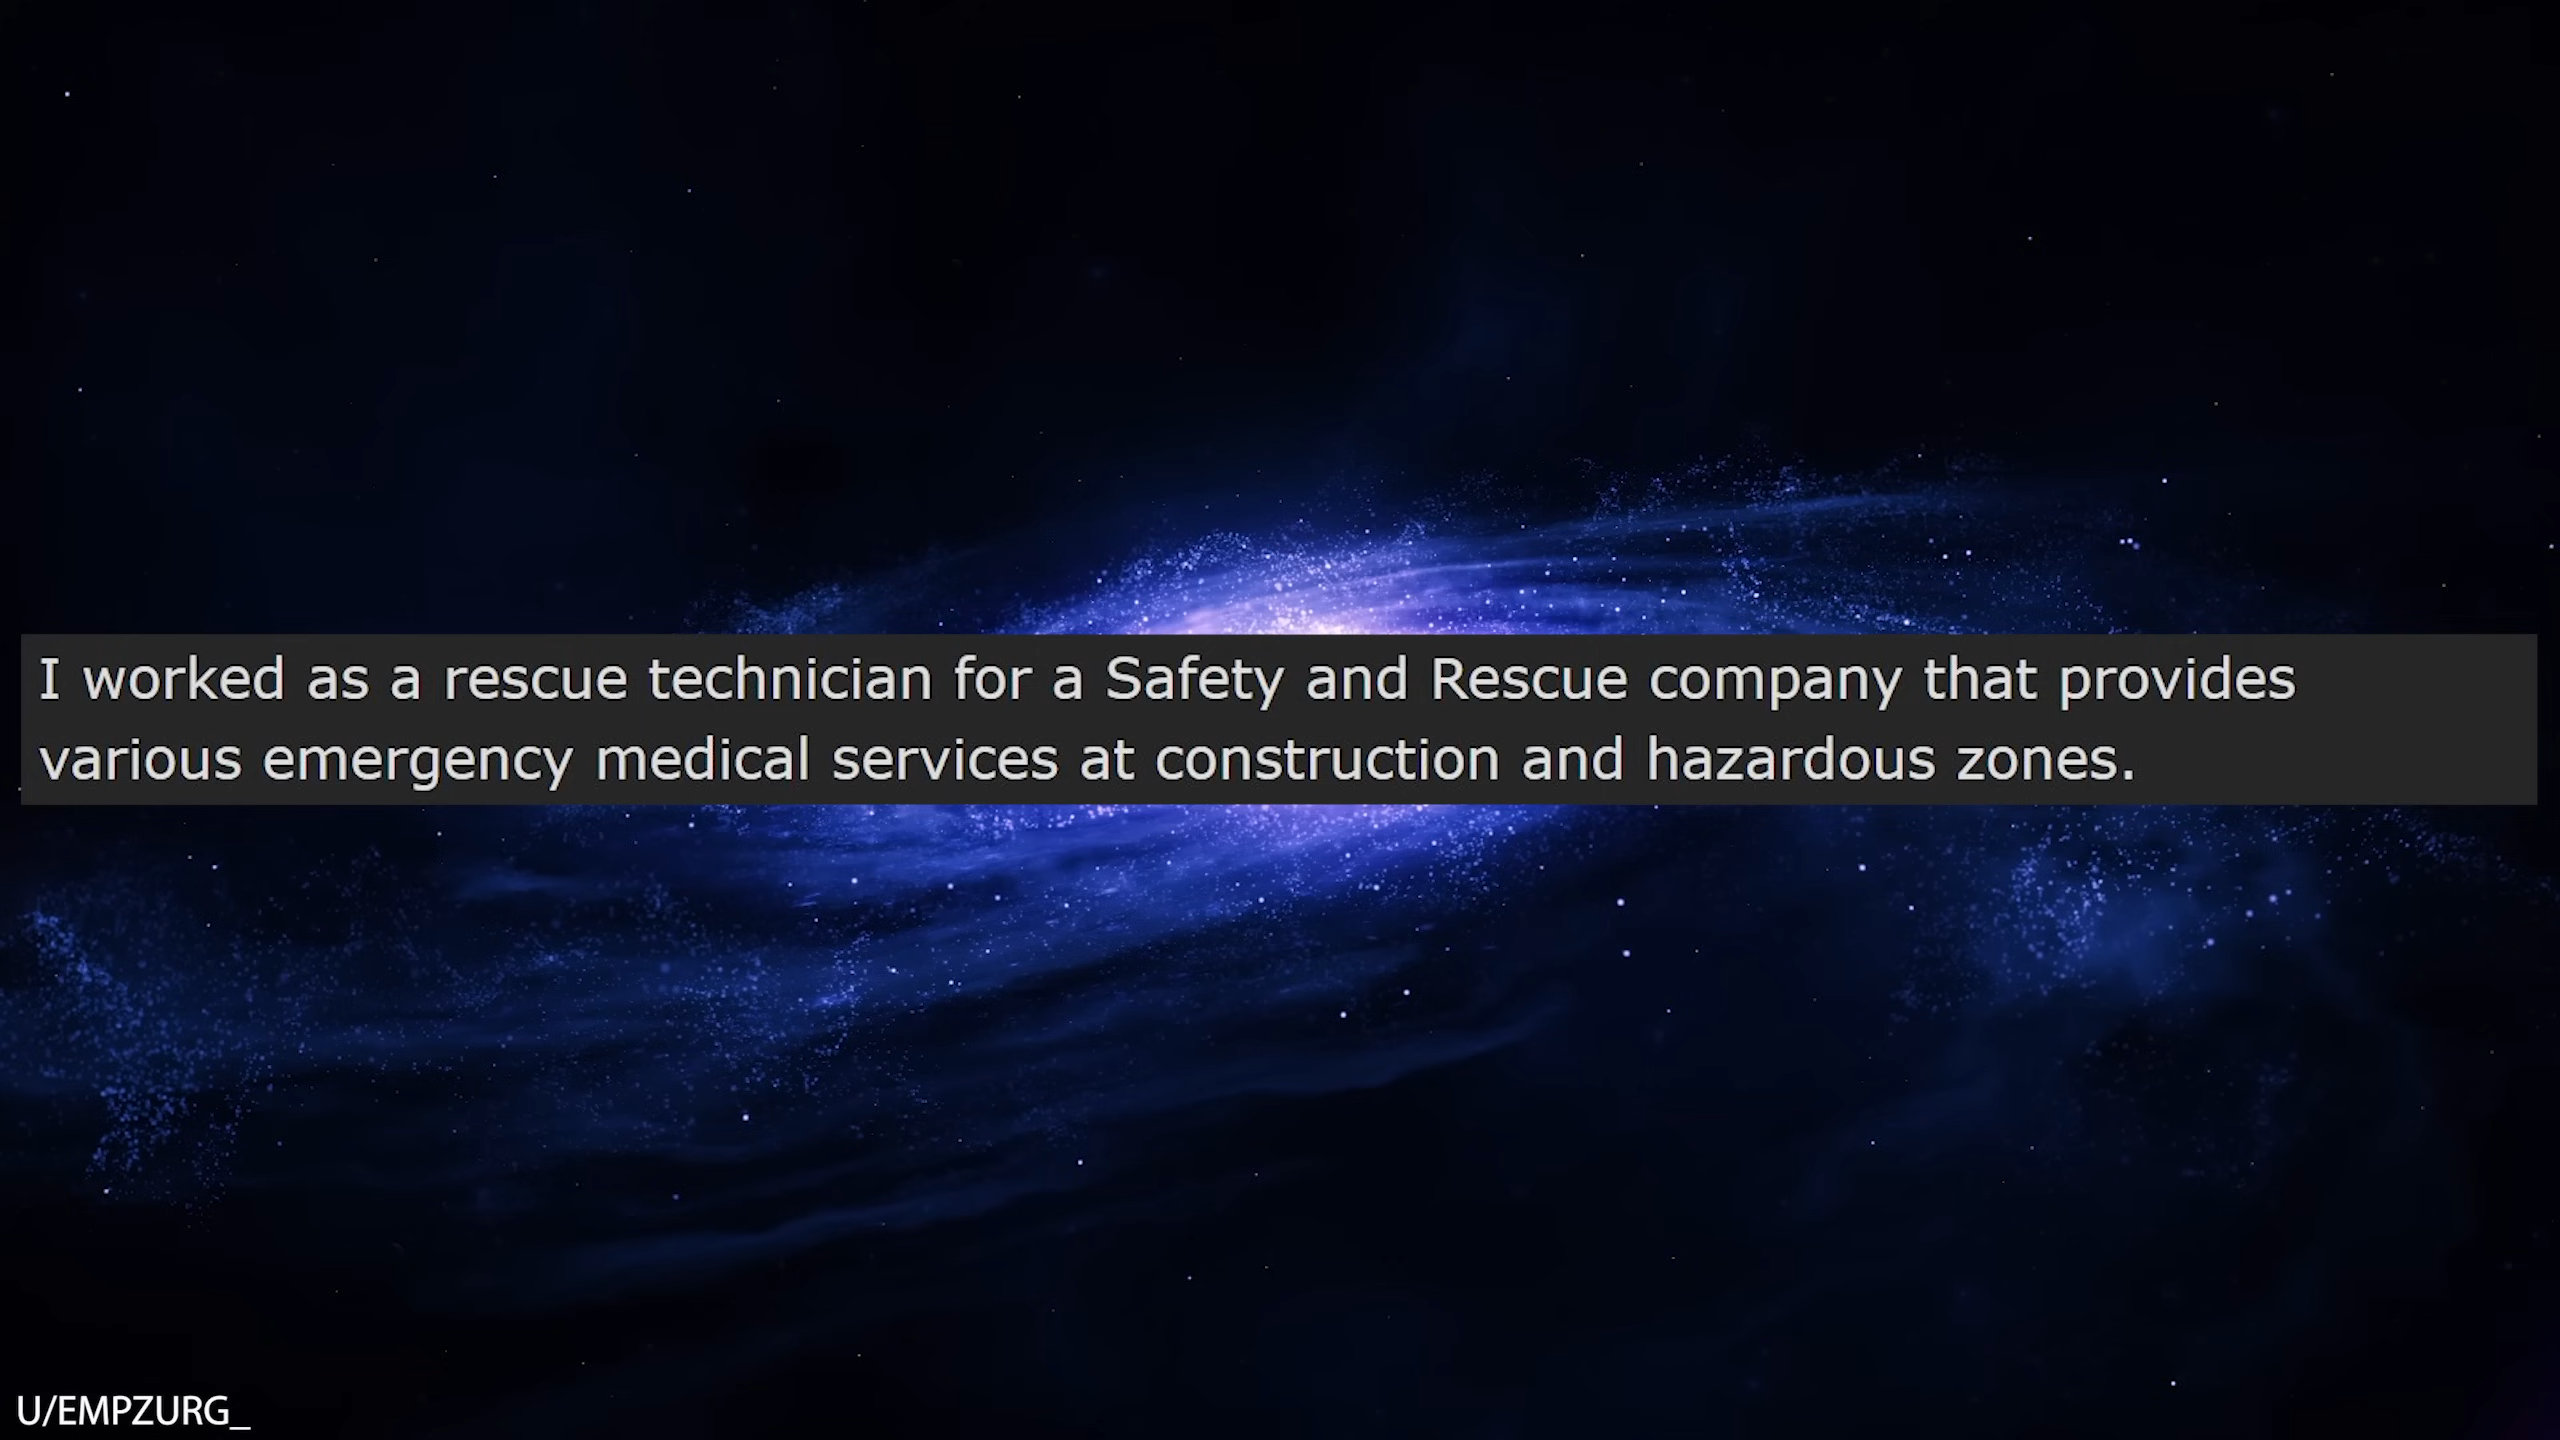 I worked as a rescue technician for a Safety and Rescue company that provides
various emergency medical services at construction and hazardous zones.
U/EMPZURG_